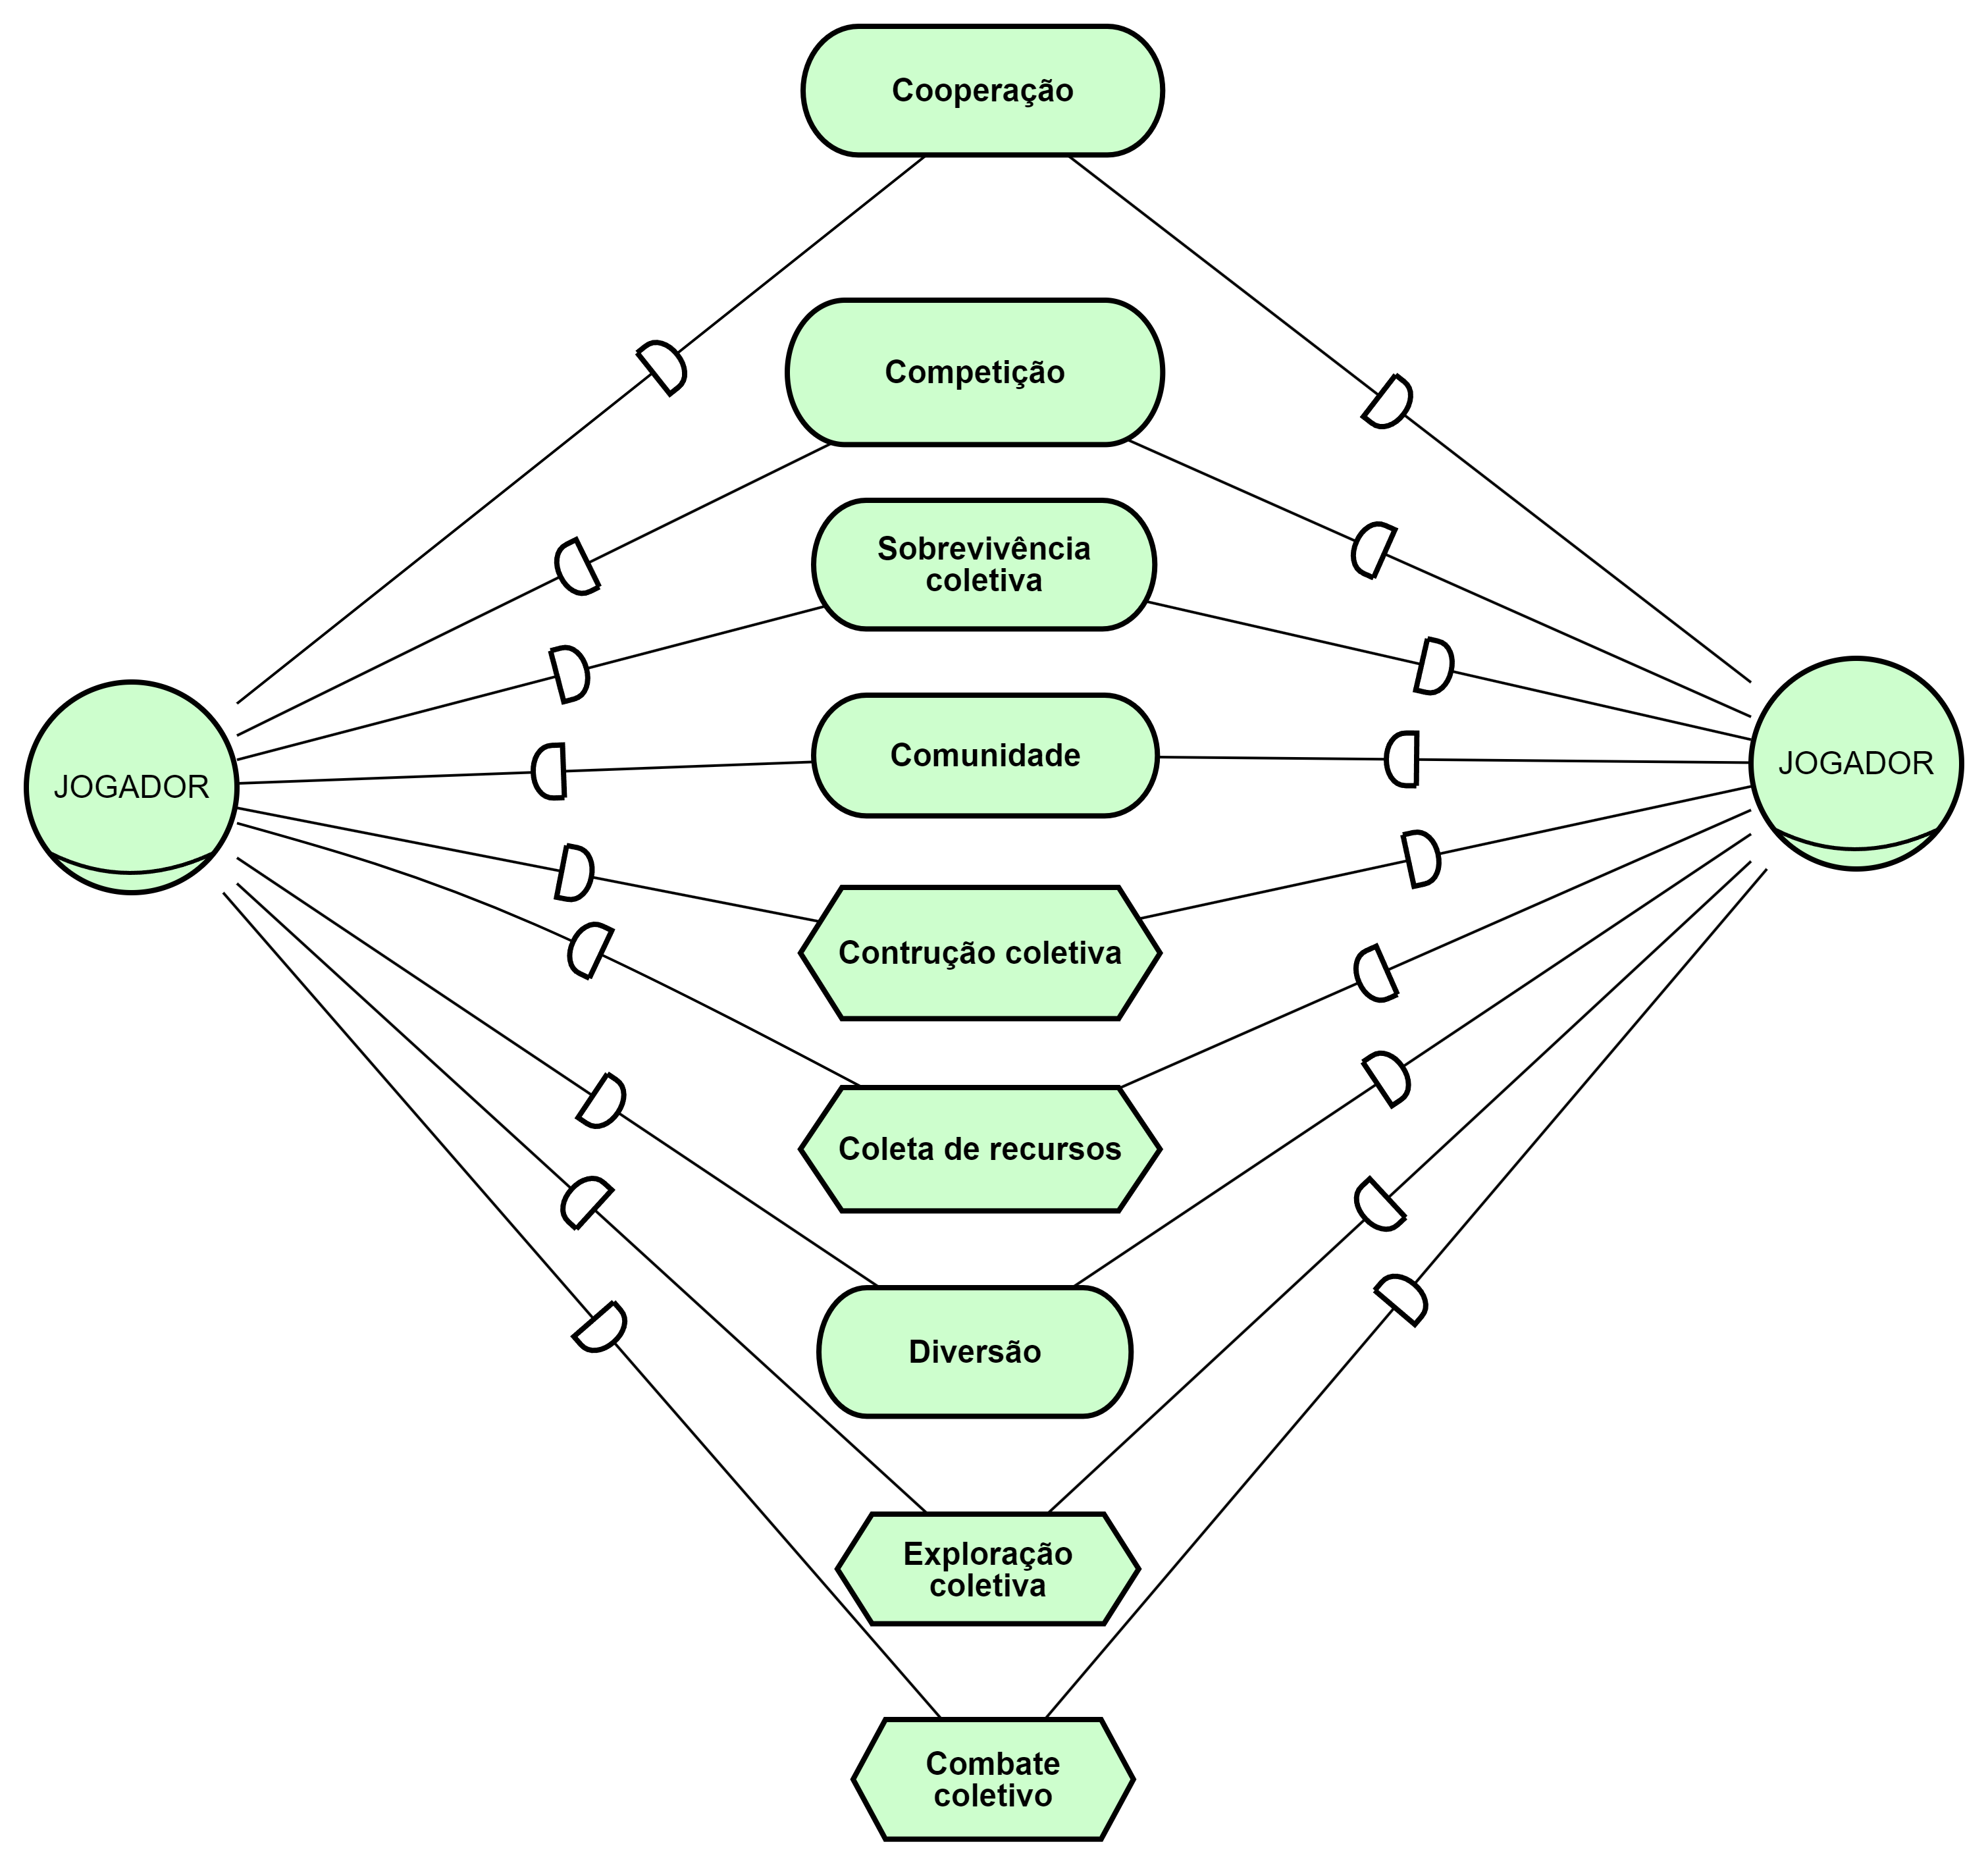 Cooperação
Competição
Sobrevivência
coletiva
Comunidade
JOGADOR
JOGADOR
Contrução coletiva
Coleta de recursos
Diversão
Exploração
coletiva
Combate
coletivo